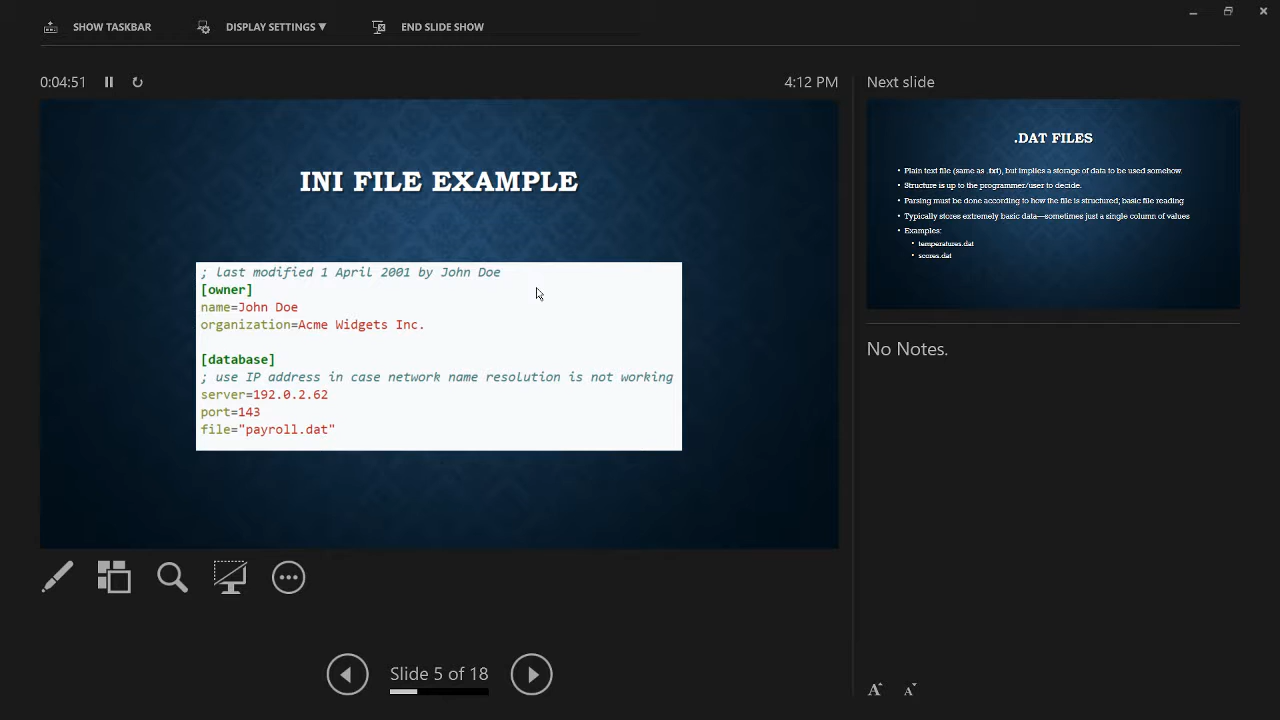 SHOW TASKBAR
DISPLAY SETTINGS ▼
END SLIDE SHOW
0:04:51
4:12 PM
INI FILE EXAMPLE
; last modified 1 April 2001 by John Doe
[owner]
name=John Doe
organization=Acme Widgets Inc.
[database]
; use IP address in case network name resolution is not working
server=192.0.2.62
port=143
file="payroll.dat"
Slide 5 of 18
Next slide
.DAT FILES
• Plain text file (same as .txt), but implies a storage of data to be used somehow.
• Structure is up to the programmer/user to decide.
• Parsing must be done according to how the file is structured; basic file reading
• Typically stores extremely basic data—sometimes just a single column of values
• Examples:
• temperatures.dat
• scores.dat
No Notes.
A A